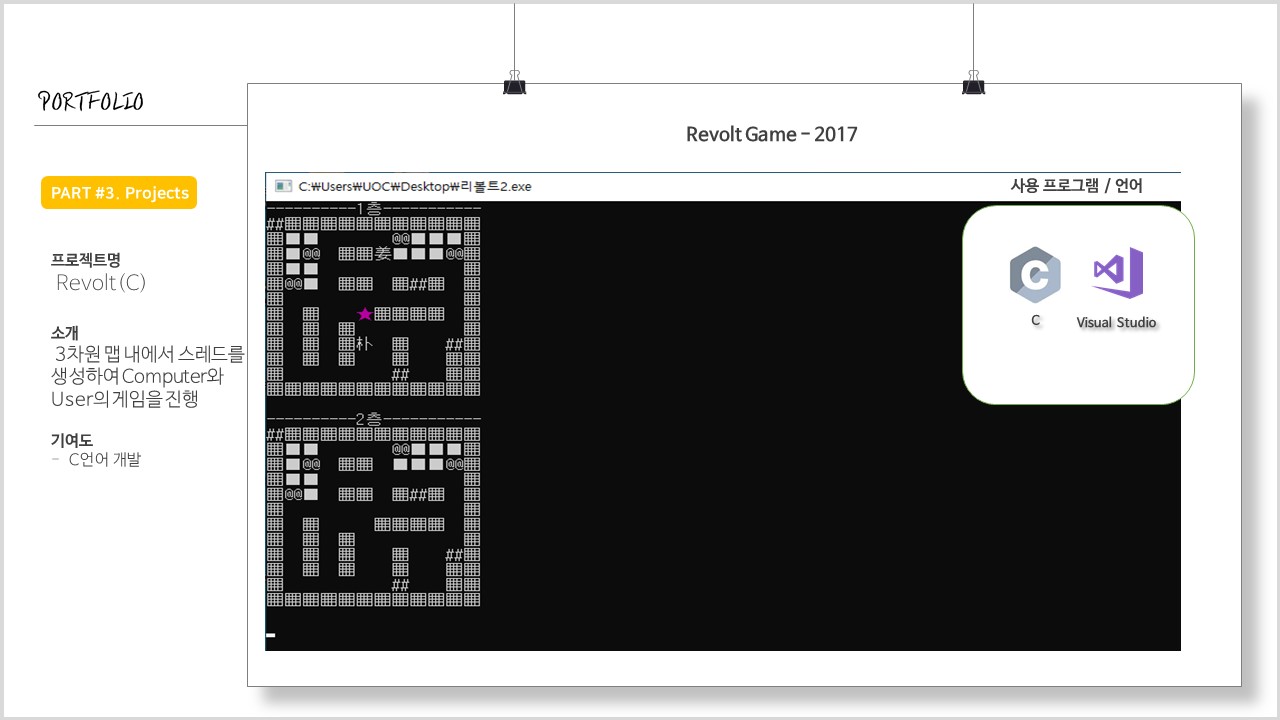 PORTFOLIO
PART #3. Projects
프로젝트명
Revolt (C)
소개
3차원 맵 내에서 스레드를
생성하여 Computer와
User의 게임을 진행
기여도
- C언어 개발
Revolt Game - 2017
C:₩Users₩UOC₩Desktop₩리볼트2.exe
사용 프로그램 / 언어
C
C
Visual Studio
----------1층-----------
##
@@
@@ 姜 @@
@@ ##
★
朴 ##
##
----------2층-----------
##
@@
@@ @@
@@ ##
##
##